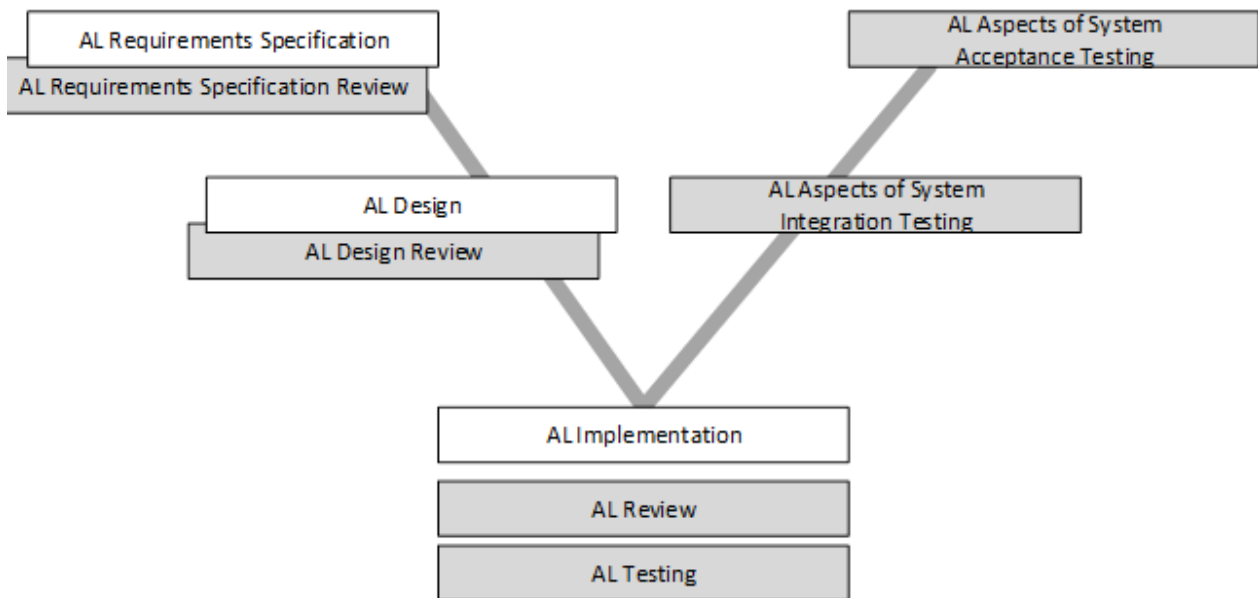 AL Requirements Specification
AL Requirements Specification Review
AL Aspects of System
Acceptance Testing
AL Design
AL Design Review
AL Aspects of System
Integration Testing
AL Implementation
AL Review
AL Testing